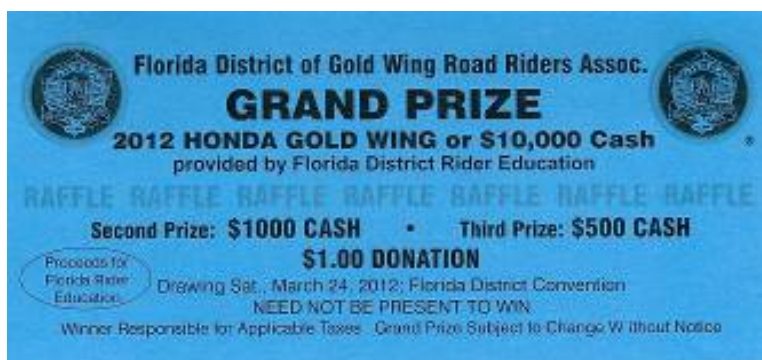 Florida District of Gold Wing Road Riders Assoc.
GRAND PRIZE
2012 HONDA GOLD WING or $10,000 Cash
®
provided by Florida District Rider Education
RAFFLE RAFFLE RAFFLE RAFFLE RAFFLE RAFFLE RAFFLE
Second Prize: $1000 CASH • Third Prize: $500 CASH
$1.00 DONATION
Proceeds for
Florida Rider
Education
Drawing Sat., March 24, 2012; Florida District Convention
NEED NOT BE PRESENT TO WIN
Winner Responsible for Applicable Taxes Grand Prize Subject to Change Without Notice